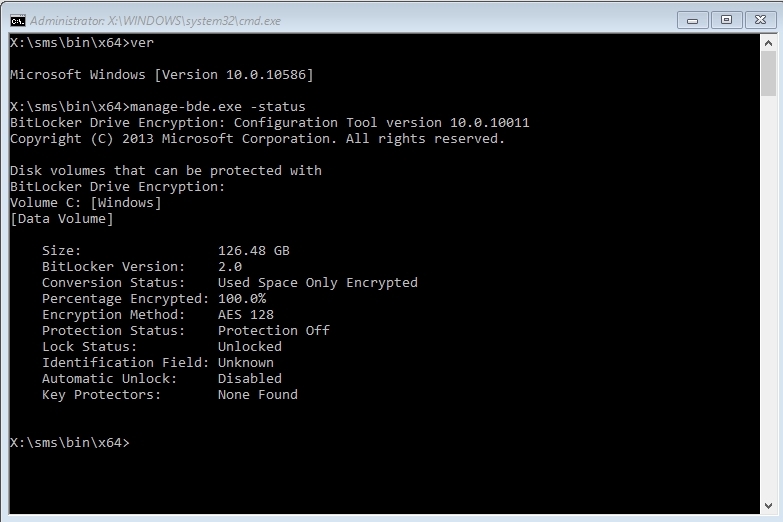 Administrator: X:\WINDOWS\system32\cmd.exe
X:\sms\bin\x64>ver
Microsoft Windows [Version 10.0.10586]
X:\sms\bin\x64>manage-bde.exe -status
BitLocker Drive Encryption: Configuration Tool version 10.0.10011
Copyright (C) 2013 Microsoft Corporation. All rights reserved.
Disk volumes that can be protected with
BitLocker Drive Encryption:
Volume C: [Windows]
[Data Volume]
Size: 126.48 GB
BitLocker Version: 2.0
Conversion Status: Used Space Only Encrypted
Percentage Encrypted: 100.0%
Encryption Method: AES 128
Protection Status: Protection Off
Lock Status: Unlocked
Identification Field: Unknown
Automatic Unlock: Disabled
Key Protectors: None Found
X:\sms\bin\x64>